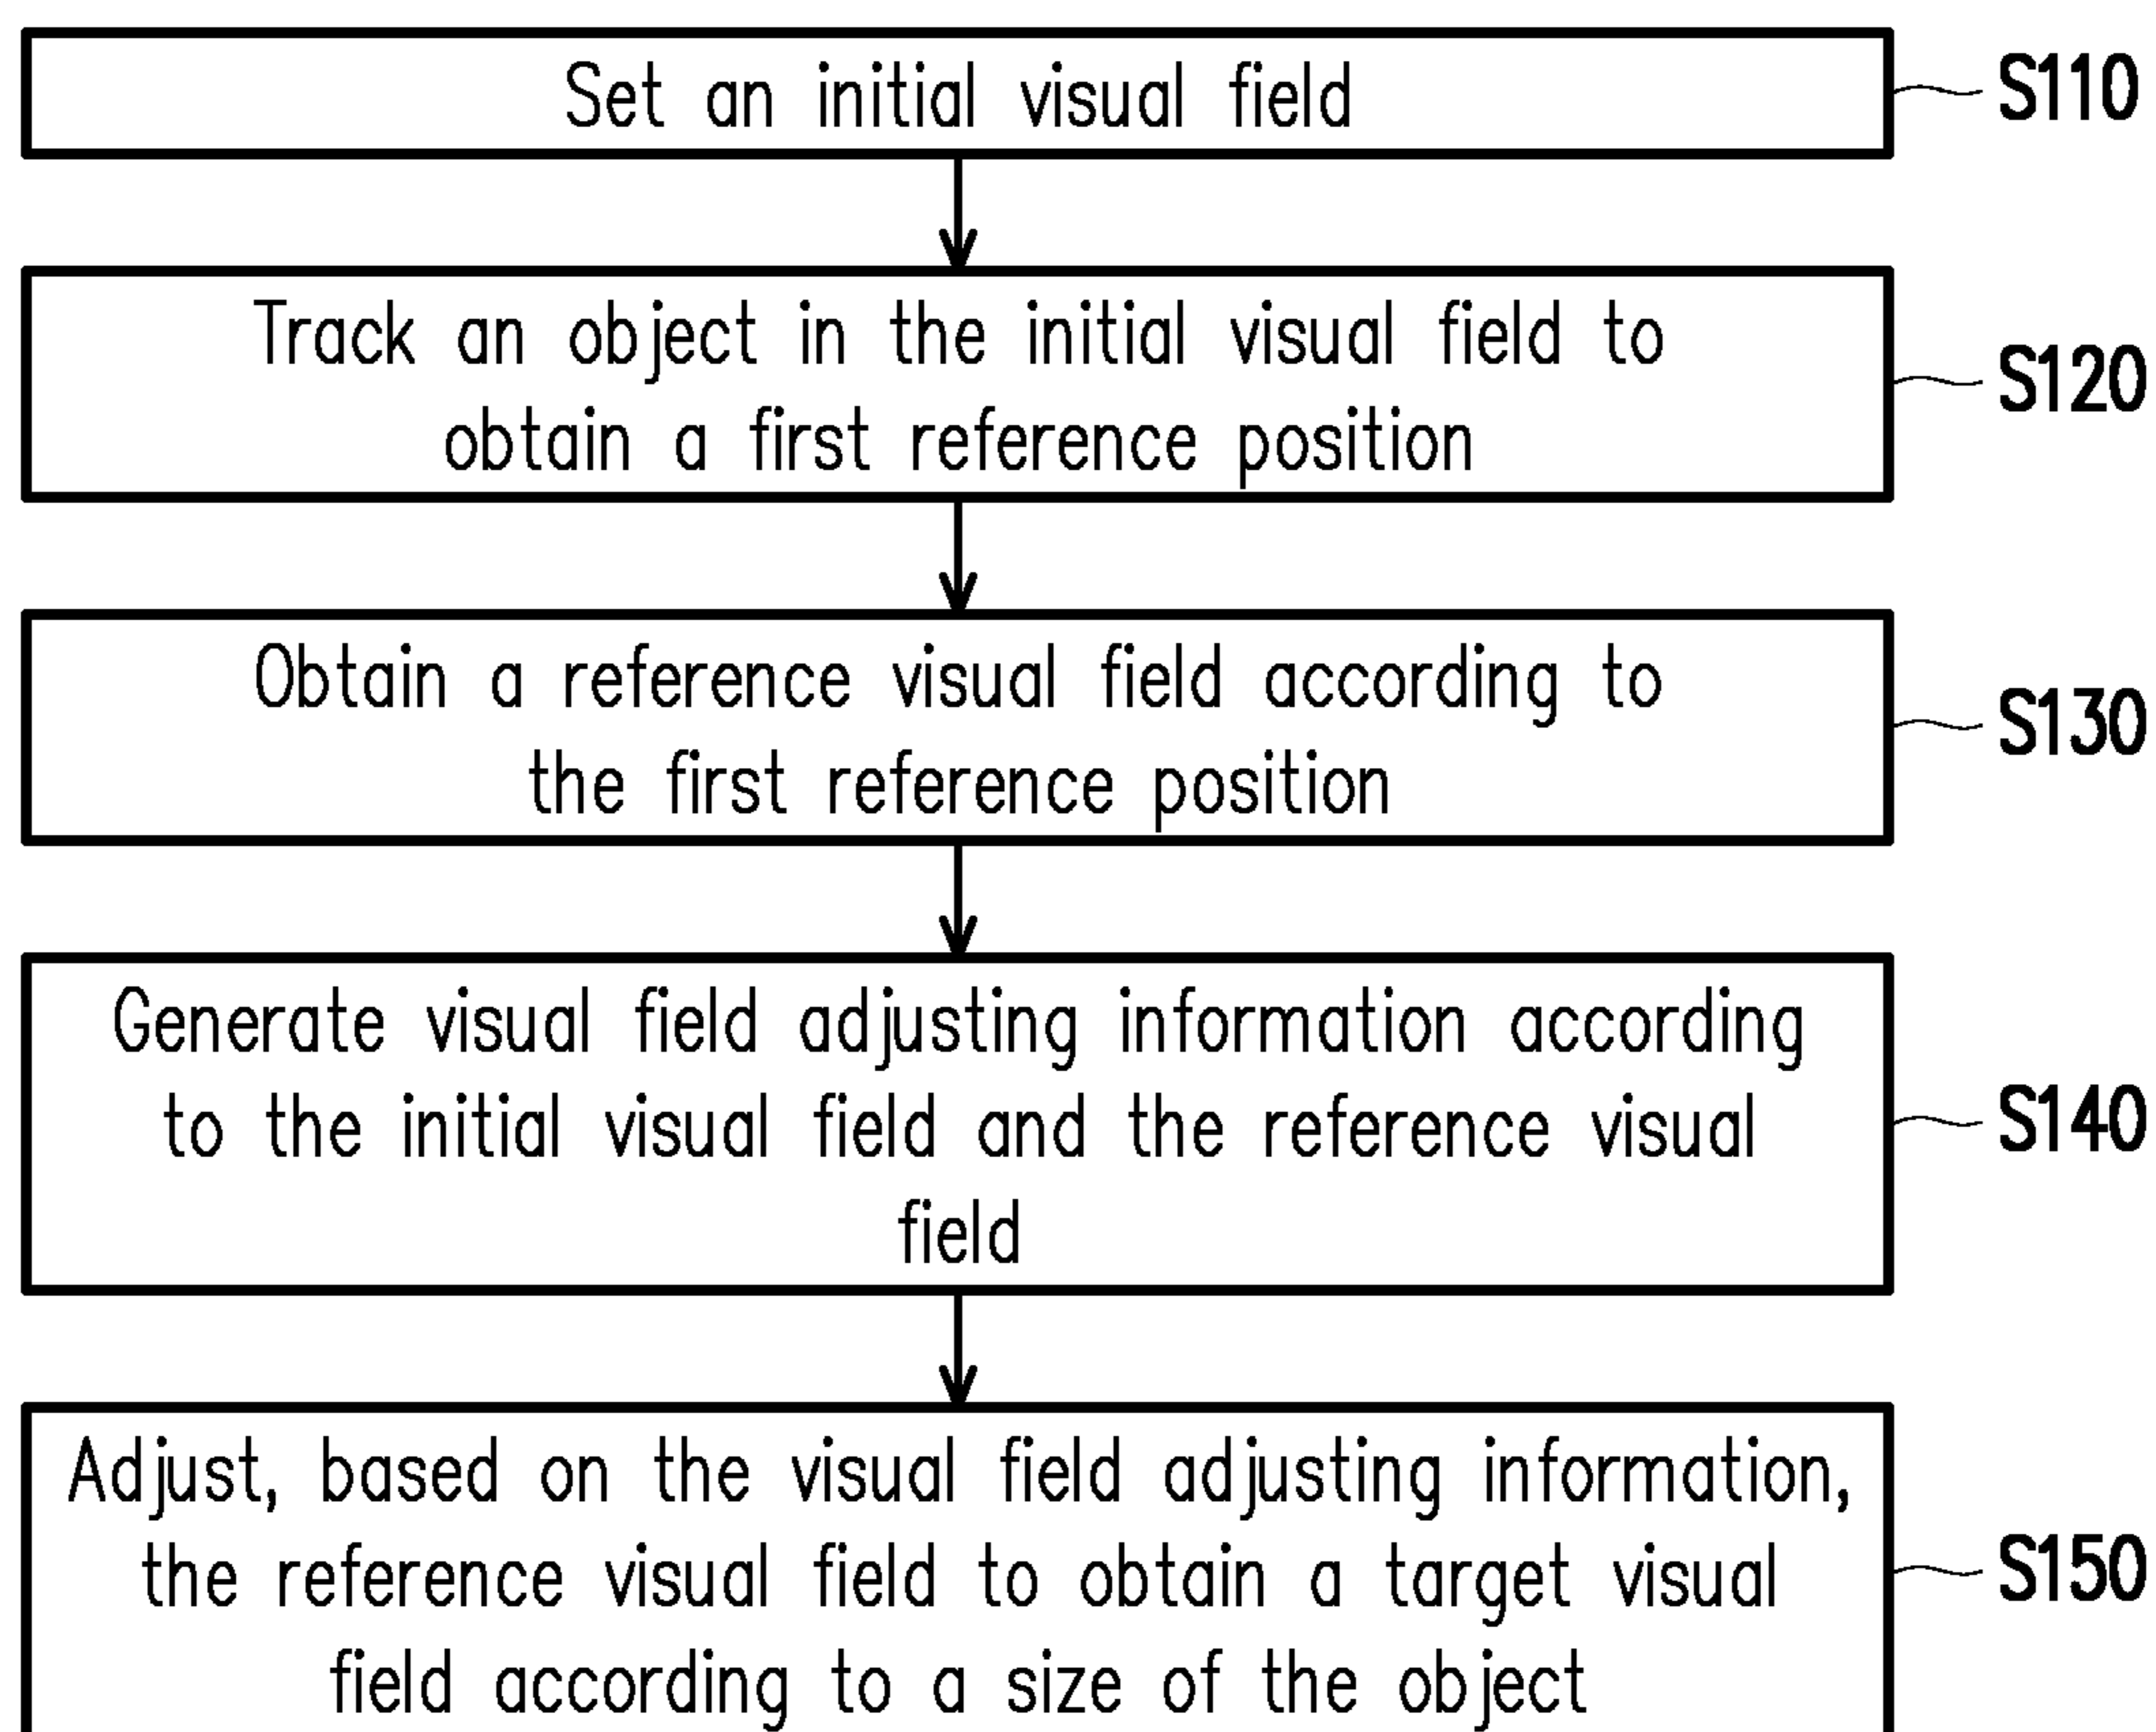 Set an initial visual field
S110
Track an object in the initial visual field to
obtain a first reference position
S120
Obtain a reference visual field according to
the first reference position
S130
Generate visual field adjusting information according
to the initial visual field and the reference visual
field
S140
Adjust, based on the visual field adjusting information,
the reference visual field to obtain a target visual
field according to a size of the object
S150